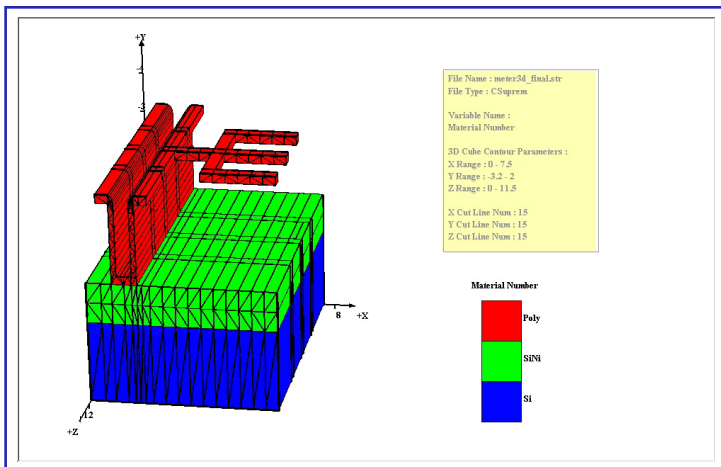 +Y
-4
-3
File Name : meter3d_final.str
File Type : CSuprem
Variable Name :
Material Number
3D Cube Contour Parameters :
X Range : 0 - 7.5
Y Range : -3.2 - 2
Z Range : 0 - 11.5
X Cut Line Num : 15
Y Cut Line Num : 15
Z Cut Line Num : 15
Material Number
Poly
SiNi
Si
8
+X
12
+Z